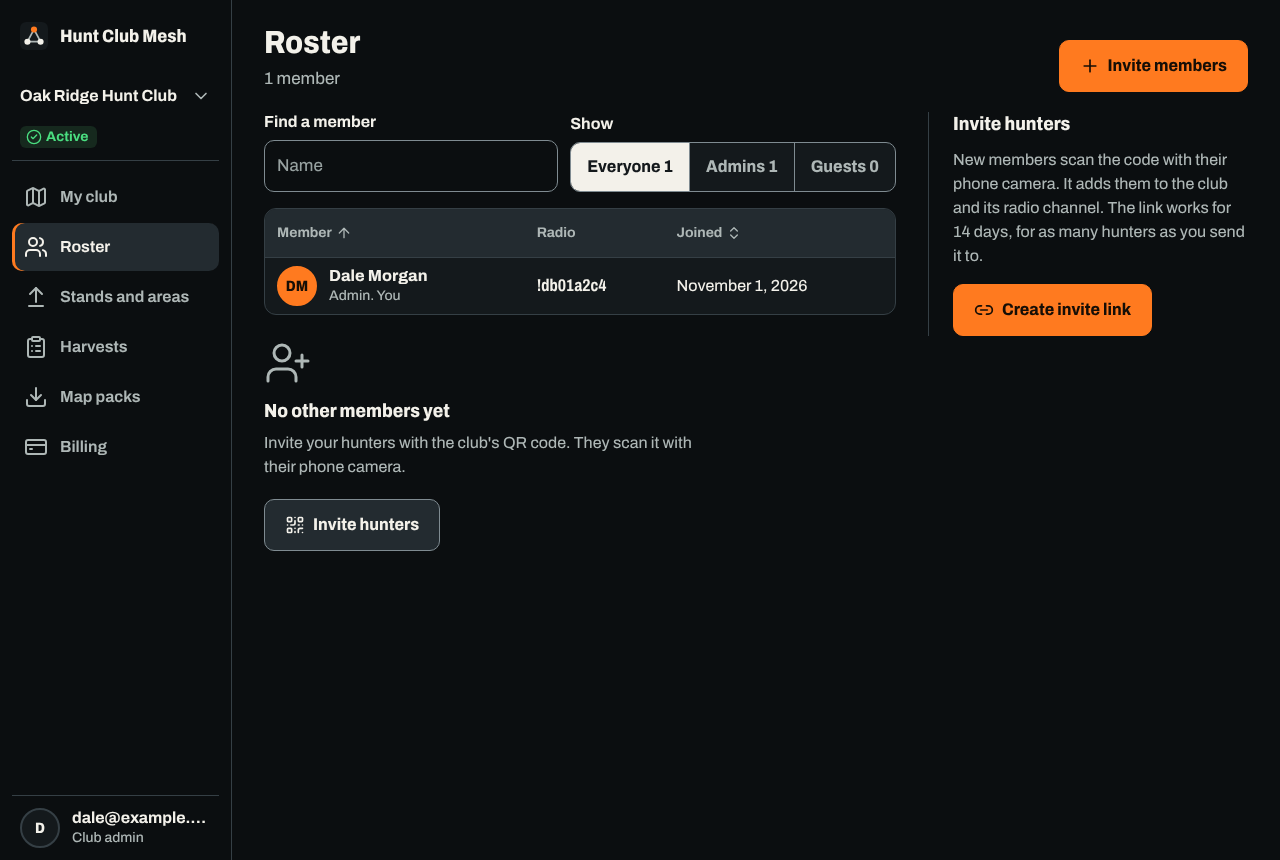 Hunt Club Mesh
Oak Ridge Hunt Club
Active
My club
Roster
Stands and areas
Harvests
Map packs
Billing
D
dale@example....
Club admin
Roster
1 member
Invite members
Find a member
Name
Show
Everyone 1
Admins 1
Guests 0
Member
Radio
Joined
DM
Dale Morgan
Admin. You
!db01a2c4
November 1, 2026
No other members yet
Invite your hunters with the club's QR code. They scan it with
their phone camera.
Invite hunters
Invite hunters
New members scan the code with their
phone camera. It adds them to the club
and its radio channel. The link works for
14 days, for as many hunters as you send
it to.
Create invite link